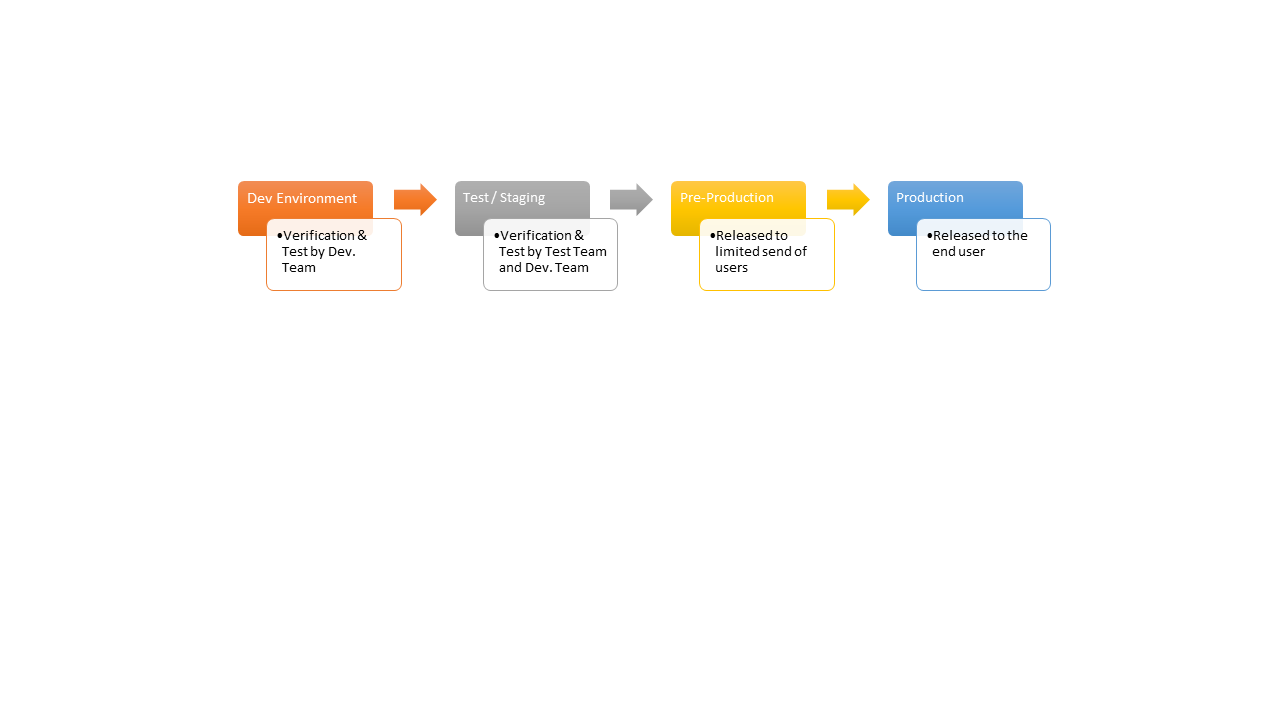 Dev Environment
•Verification &
Test by Dev.
Team
Test / Staging
•Verification &
Test by Test Team
and Dev. Team
Pre-Production
•Released to
limited send of
users
Production
•Released to the
end user